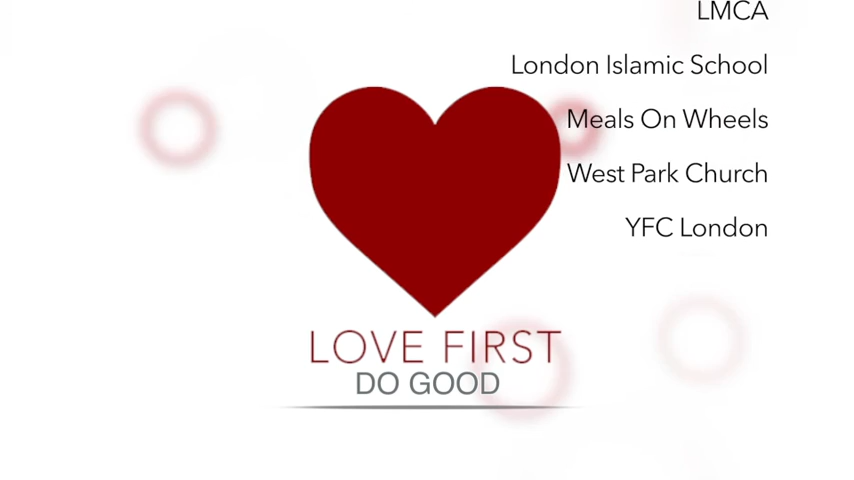 LMCA
London Islamic School
Meals On Wheels
West Park Church
YFC London
LOVE FIRST
DO GOOD